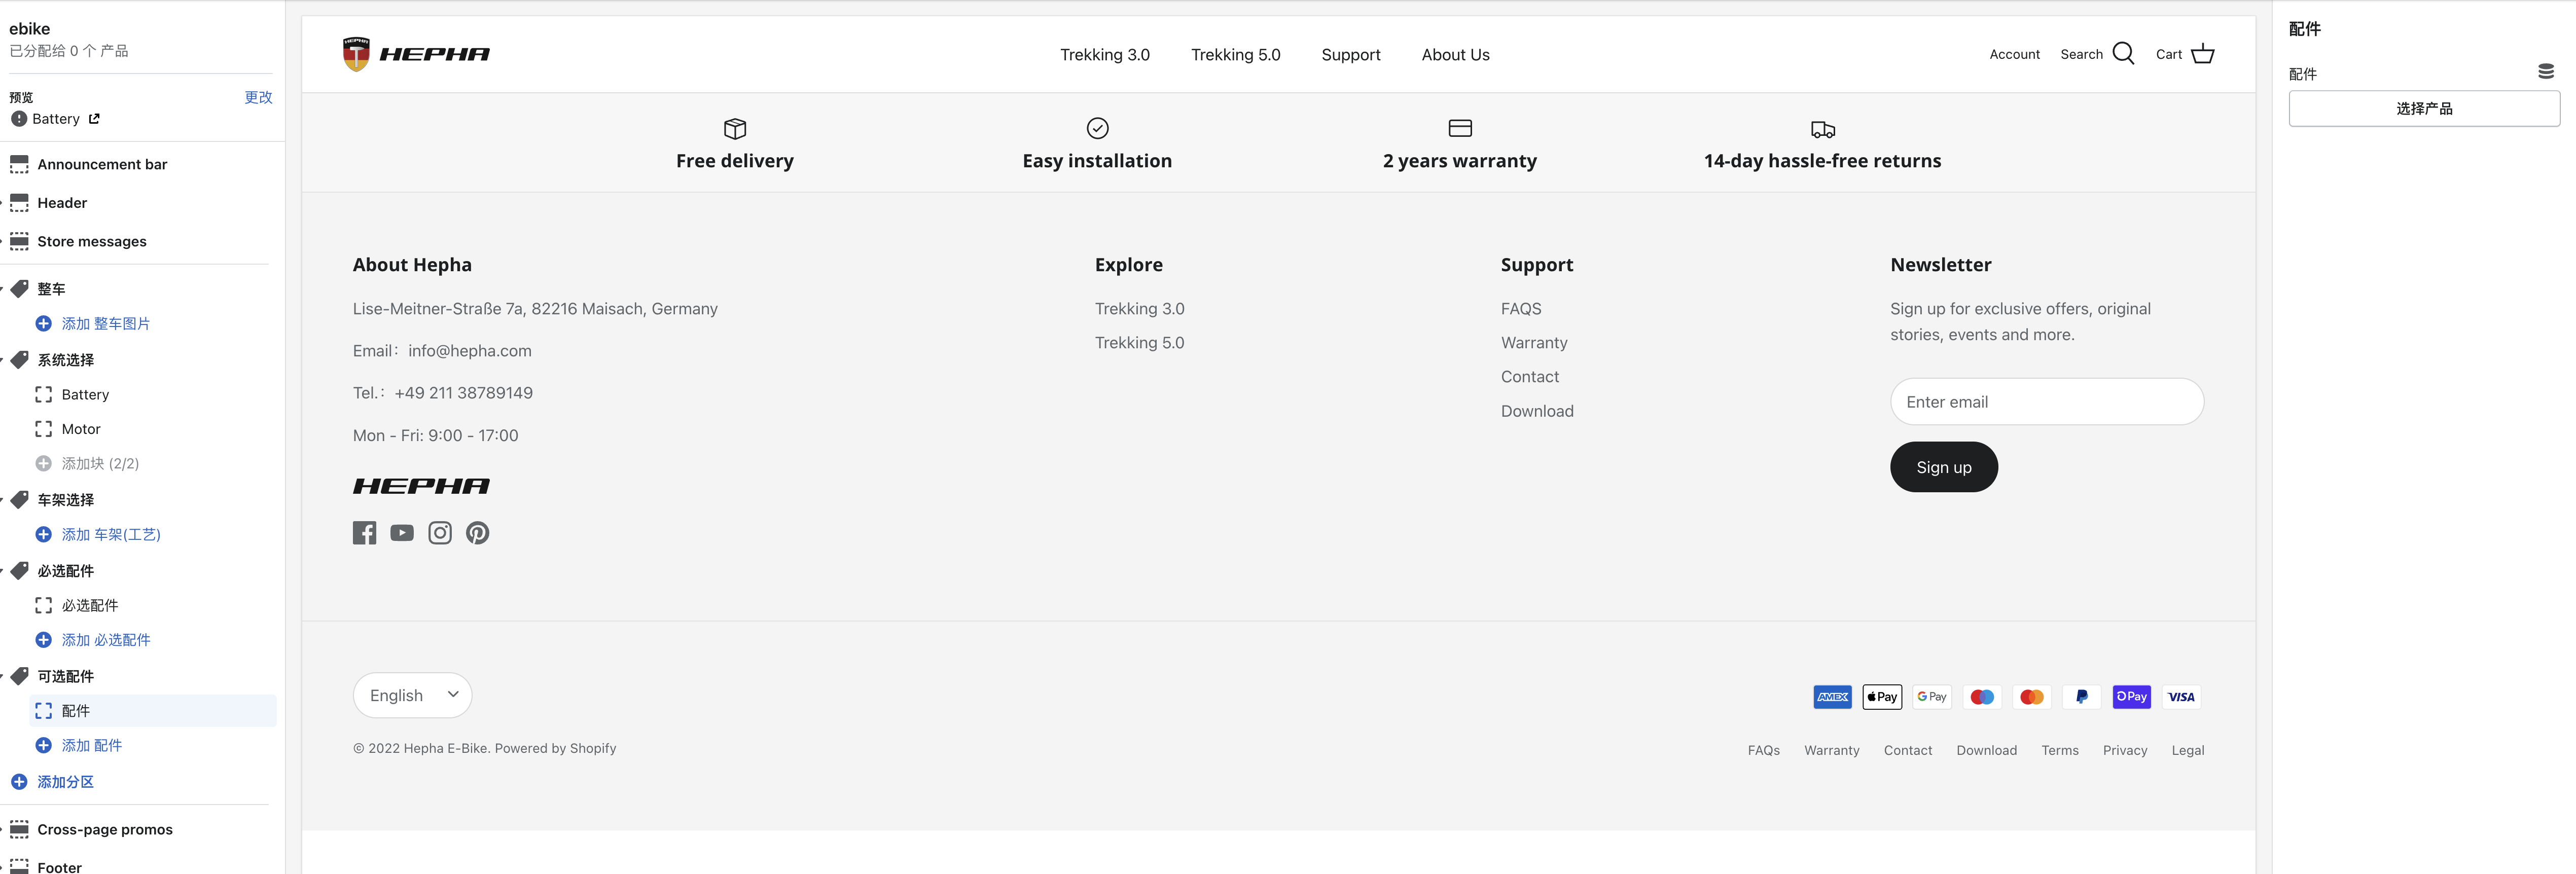 ebike
已分配给 0 个 产品
预览
更改
Battery
Announcement bar
Header
Store messages
整车
添加 整车图片
系统选择
Battery
Motor
添加块 (2/2)
车架选择
添加 车架(工艺)
必选配件
必选配件
添加 必选配件
可选配件
配件
添加 配件
添加分区
Cross-page promos
Footer
HEPHA
HEPHA
Trekking 3.0
Trekking 5.0
Support
About Us
Account
Search
Cart
Free delivery
Easy installation
2 years warranty
14-day hassle-free returns
About Hepha
Lise-Meitner-Straße 7a, 82216 Maisach, Germany
Email：info@hepha.com
Tel.：+49 211 38789149
Mon - Fri: 9:00 - 17:00
HEPHA
Explore
Trekking 3.0
Trekking 5.0
Support
FAQS
Warranty
Contact
Download
Newsletter
Sign up for exclusive offers, original
stories, events and more.
Enter email
Sign up
English
© 2022 Hepha E-Bike. Powered by Shopify
AMEX
Pay
G Pay
Pay
VISA
FAQs
Warranty
Contact
Download
Terms
Privacy
Legal
配件
配件
选择产品